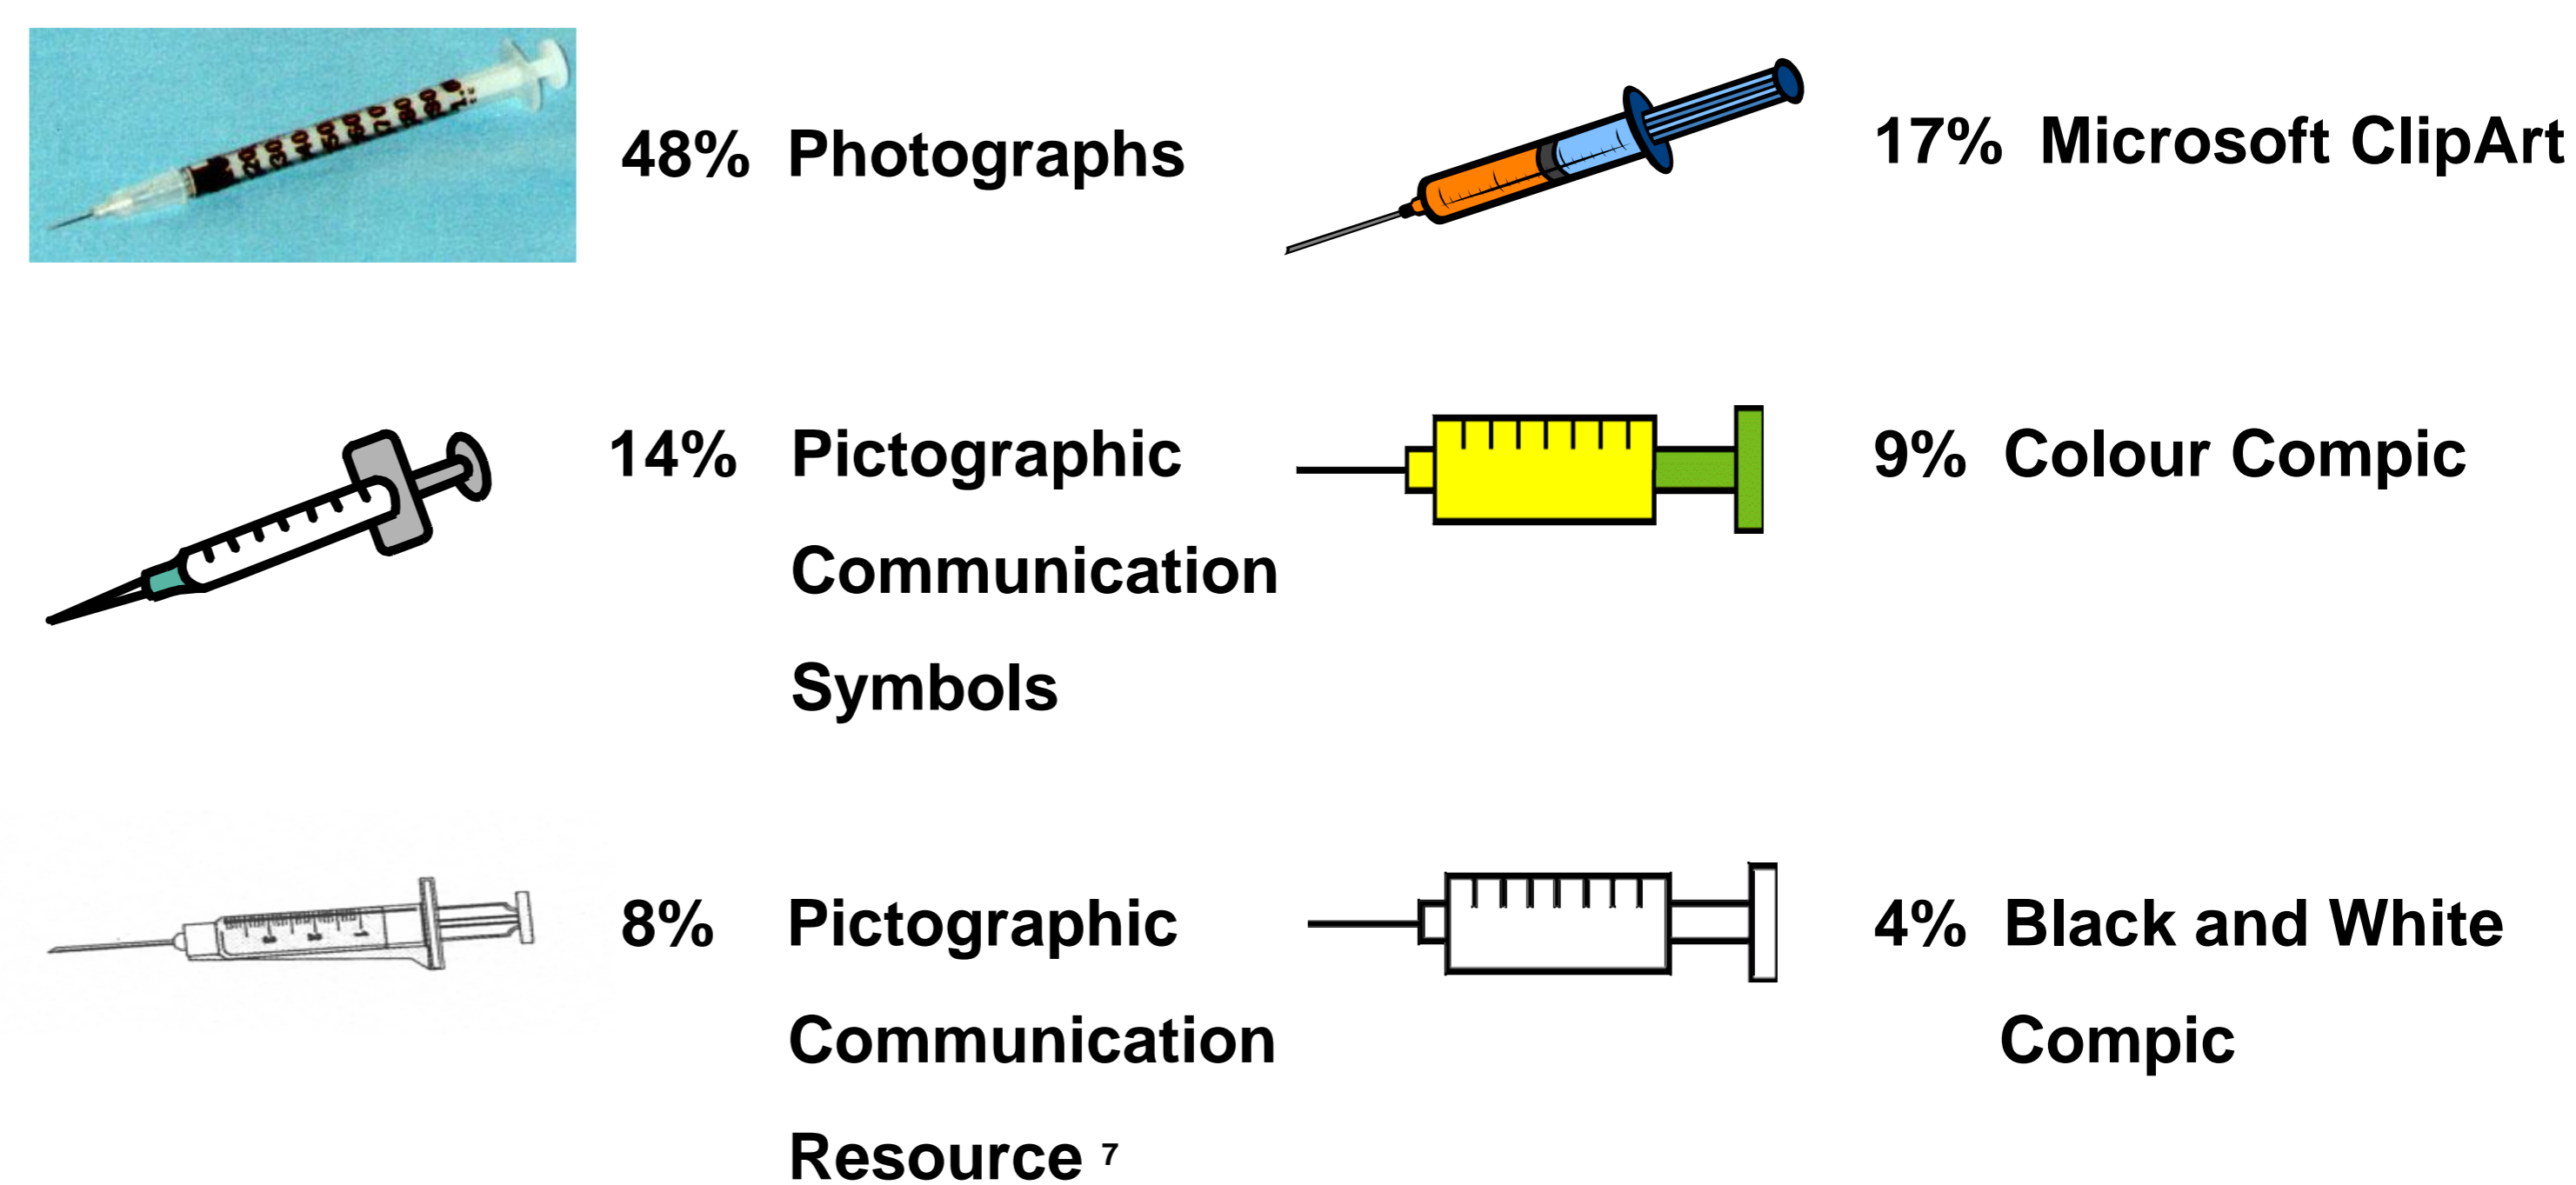 48% Photographs
17% Microsoft ClipArt
14% Pictographic
Communication
Symbols
9% Colour Compic
8% Pictographic
Communication
Resource 7
4% Black and White
Compic